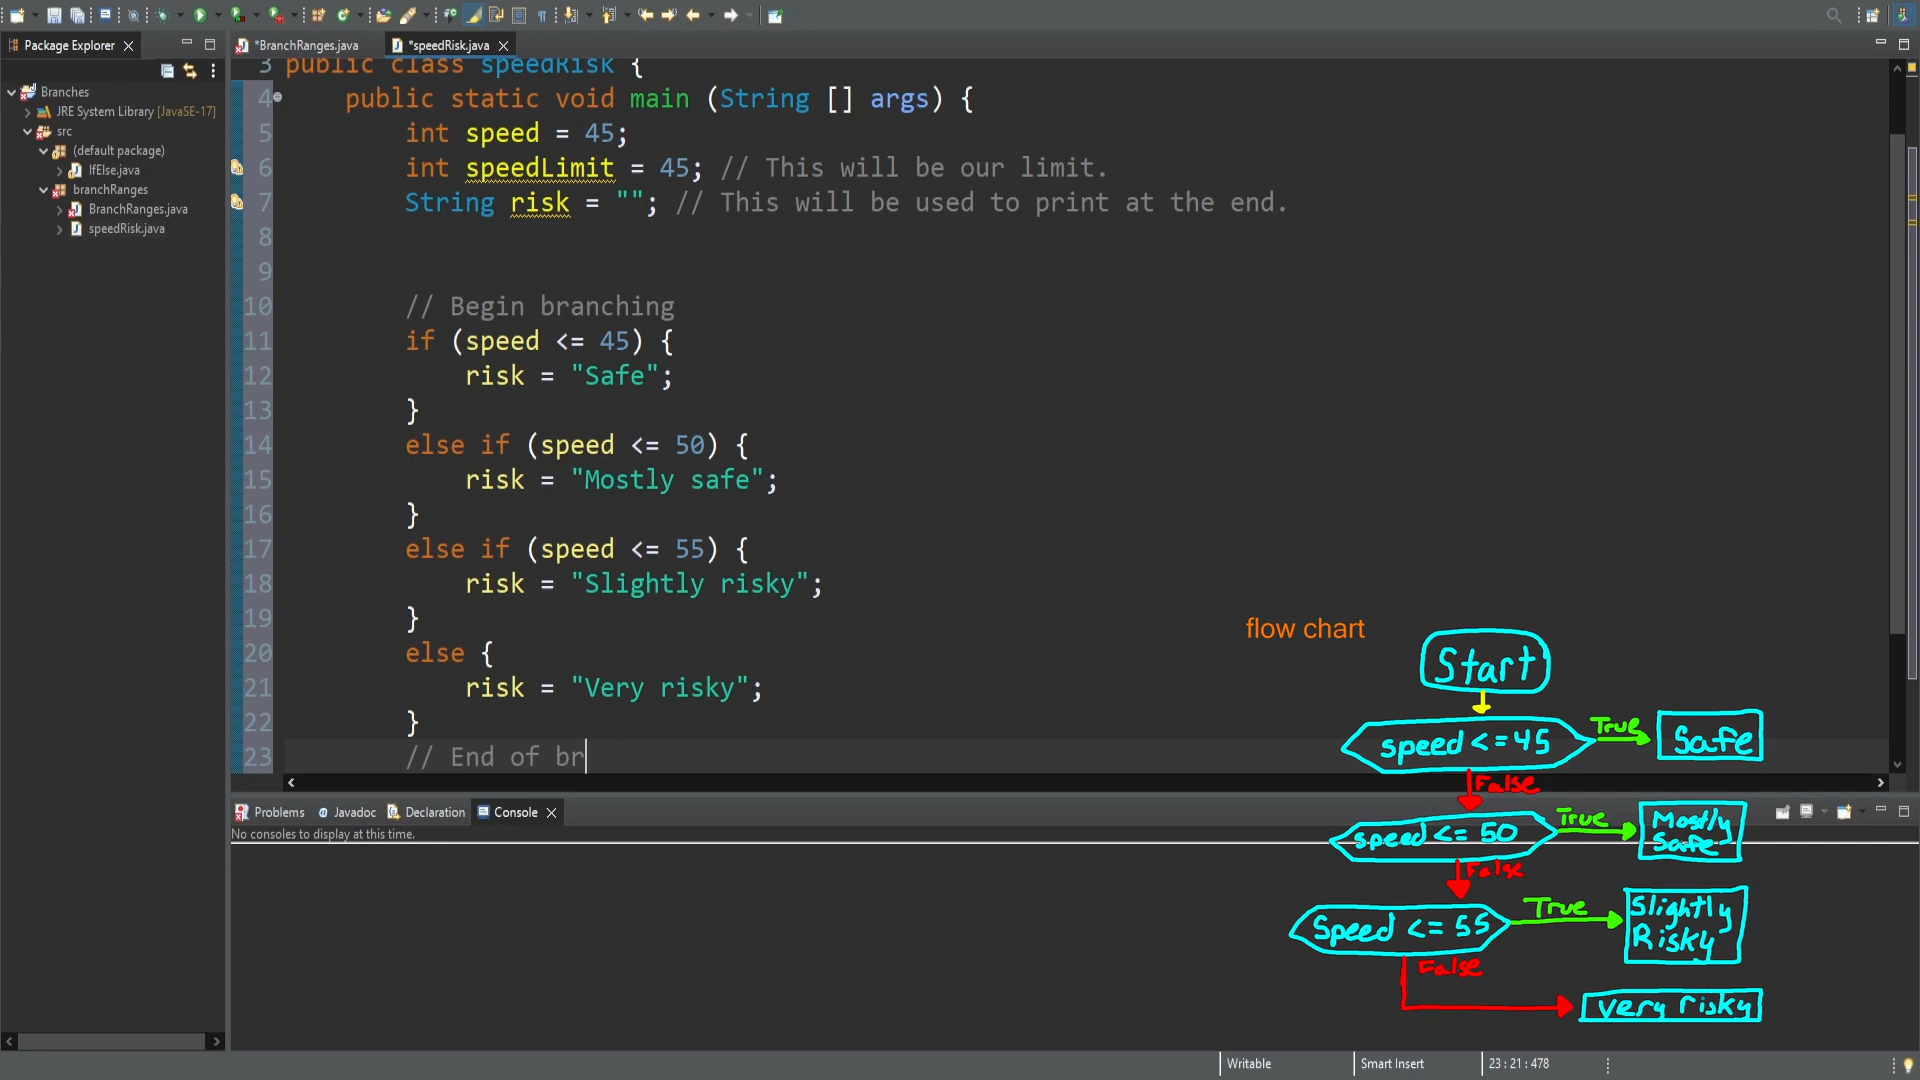 Package Explorer
*BranchRanges.java
*speedRisk.java
Branches
JRE System Library [JavaSE-17]
src
(default package)
IfElse.java
branchRanges
BranchRanges.java
speedRisk.java
3 public class speedRisk {
4 public static void main (String [] args) {
5 int speed = 45;
6 int speedLimit = 45; // This will be our limit.
7 String risk = ""; // This will be used to print at the end.
8
9
10 // Begin branching
11 if (speed <= 45) {
12 risk = "Safe";
13 }
14 else if (speed <= 50) {
15 risk = "Mostly safe";
16 }
17 else if (speed <= 55) {
18 risk = "Slightly risky";
19 }
20 else {
21 risk = "Very risky";
22 }
23 // End of br
flow chart
Start
speed <= 45
True
Safe
False
speed <= 50
True
Mostly
Safe
False
Speed <= 55
True
Slightly
Risky
False
very risky
Problems
Javadoc
Declaration
Console
No consoles to display at this time.
Writable
Smart Insert
23 : 21 : 478